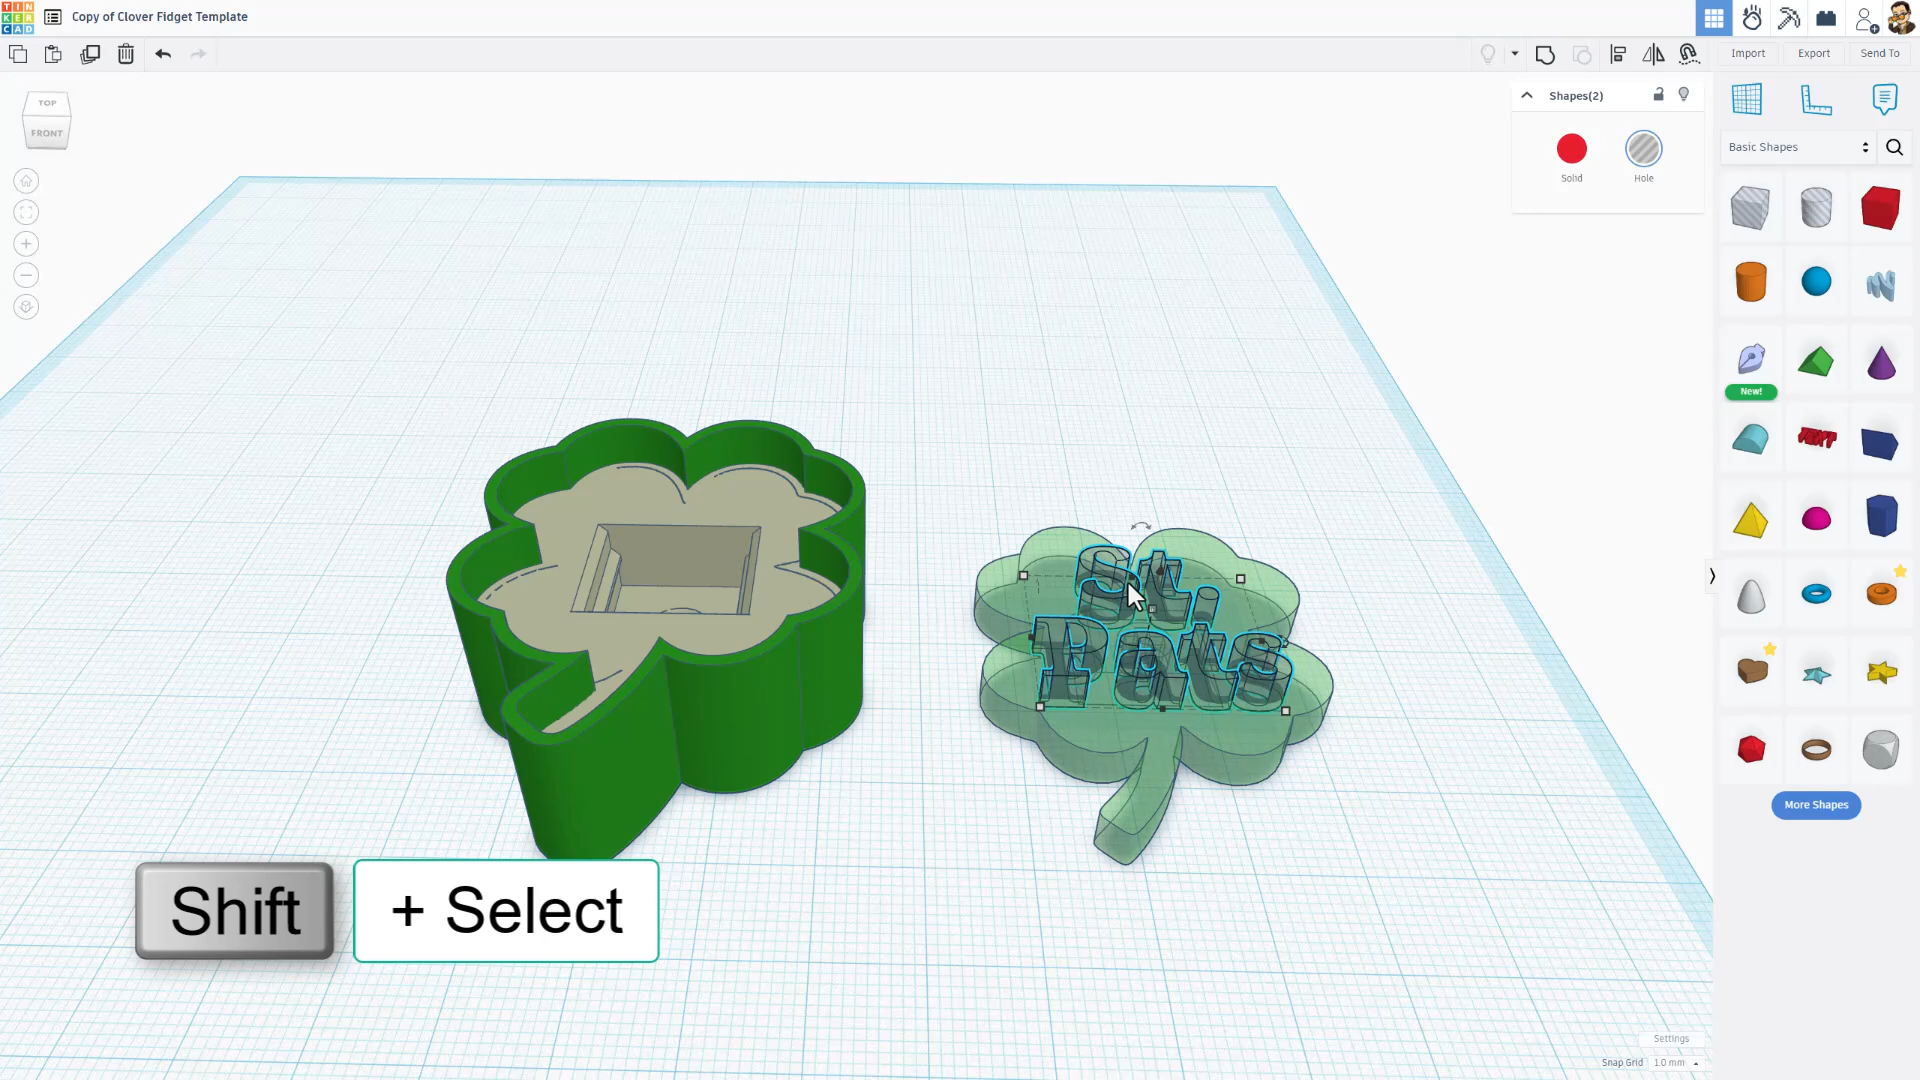 TIN
KER
CAD
Copy of Clover Fidget Template
Import
Export
Send To
TOP
FRONT
Shapes(2)
Solid
Hole
Basic Shapes
New!
TEXT
More Shapes
St.
Pats
Shift
+ Select
Settings
Snap Grid 1.0 mm